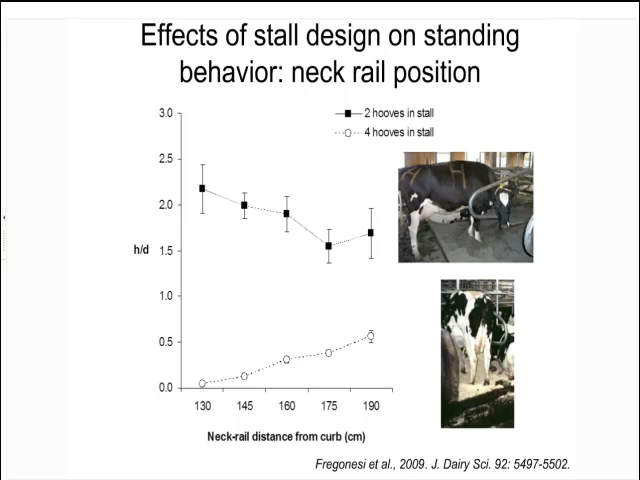 Effects of stall design on standing
behavior: neck rail position
3.0
2 hooves in stall
4 hooves in stall
2.5
2.0
h/d
1.5
1.0
0.5
0.0
130 145 160 175 190
Neck-rail distance from curb (cm)
Fregonesi et al., 2009. J. Dairy Sci. 92: 5497-5502.